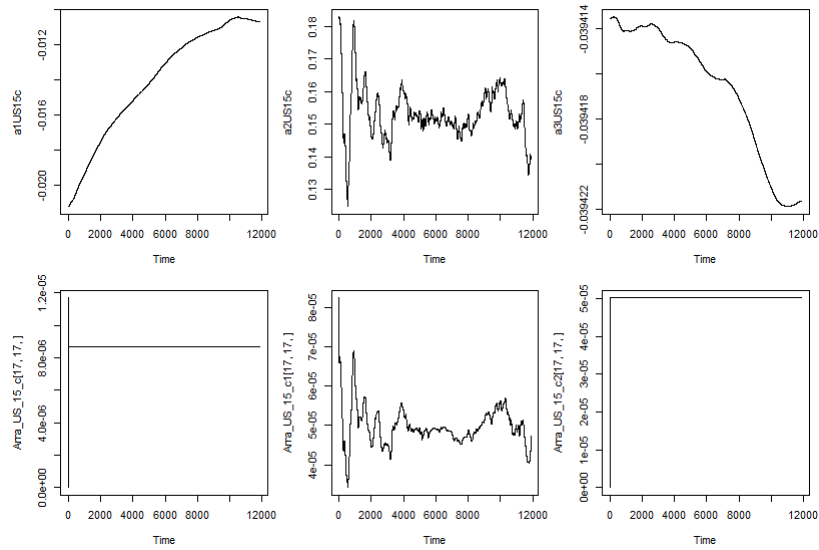 a1US15c
-0.020
-0.016
-0.012
0
2000
4000
6000
8000
12000
Time
a2US15c
0.13
0.14
0.15
0.16
0.17
0.18
0
2000
4000
6000
8000
12000
Time
a3US15c
-0.039422
-0.039418
-0.039414
0
2000
4000
6000
8000
12000
Time
Arra_US_15_c[17, 17, ]
0.0e+00
4.0e-06
8.0e-06
1.2e-05
0
2000
4000
6000
8000
12000
Time
Arra_US_15_c1[17, 17, ]
4e-05
5e-05
6e-05
7e-05
8e-05
0
2000
4000
6000
8000
12000
Time
Arra_US_15_c2[17, 17, ]
0e+00
1e-05
2e-05
3e-05
4e-05
5e-05
0
2000
4000
6000
8000
12000
Time